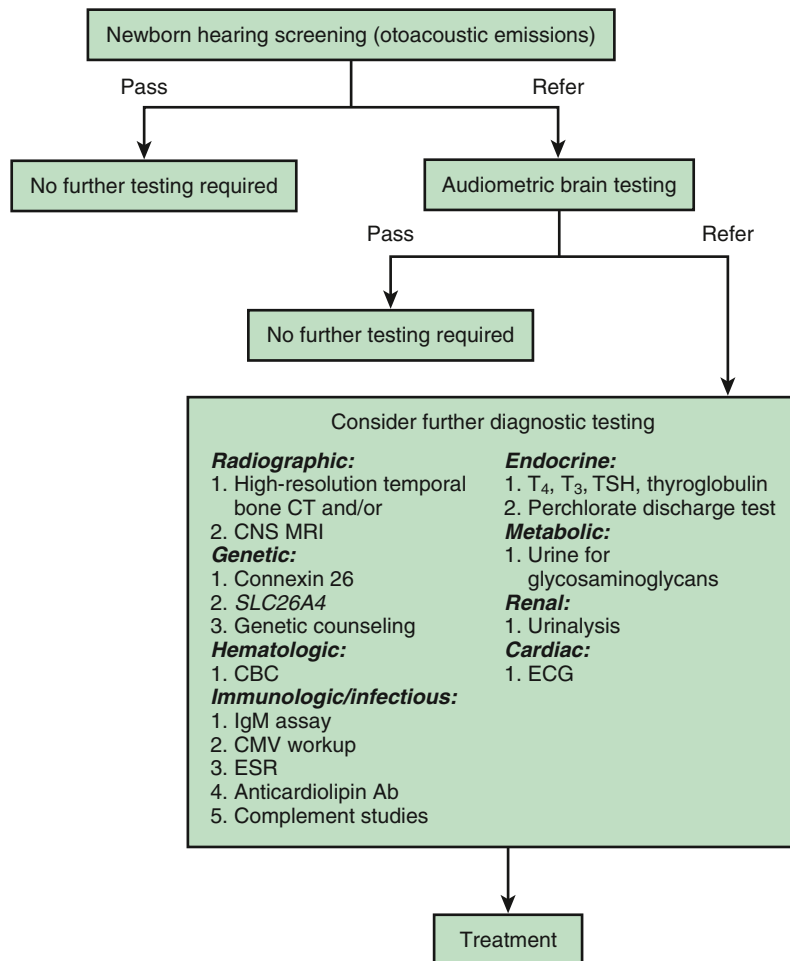 Newborn hearing screening (otoacoustic emissions)
Pass
Refer
No further testing required
Audiometric brain testing
Pass
Refer
No further testing required
Consider further diagnostic testing
Radiographic:
1. High-resolution temporal
bone CT and/or
2. CNS MRI
Genetic:
1. Connexin 26
2. SLC26A4
3. Genetic counseling
Hematologic:
1. CBC
Immunologic/infectious:
1. IgM assay
2. CMV workup
3. ESR
4. Anticardiolipin Ab
5. Complement studies
Endocrine:
1. T₄, T₃, TSH, thyroglobulin
2. Perchlorate discharge test
Metabolic:
1. Urine for
glycosaminoglycans
Renal:
1. Urinalysis
Cardiac:
1. ECG
Treatment